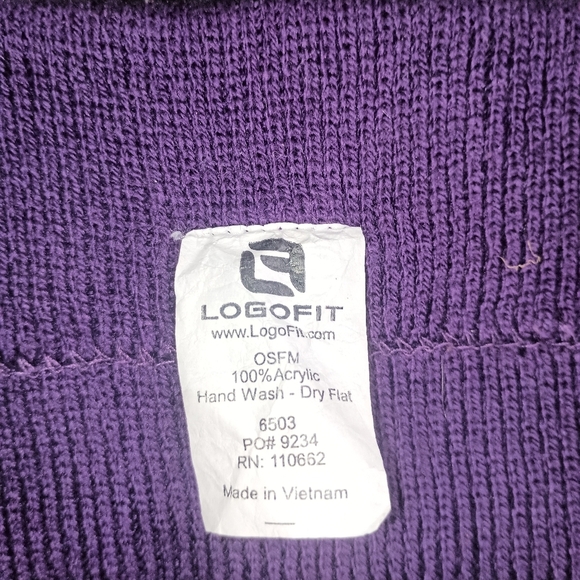 LOGOFIT
www.LogoFit.com
OSFM
100% Acrylic
Hand Wash - Dry Flat
6503
PO# 9234
RN: 110662
Made in Vietnam